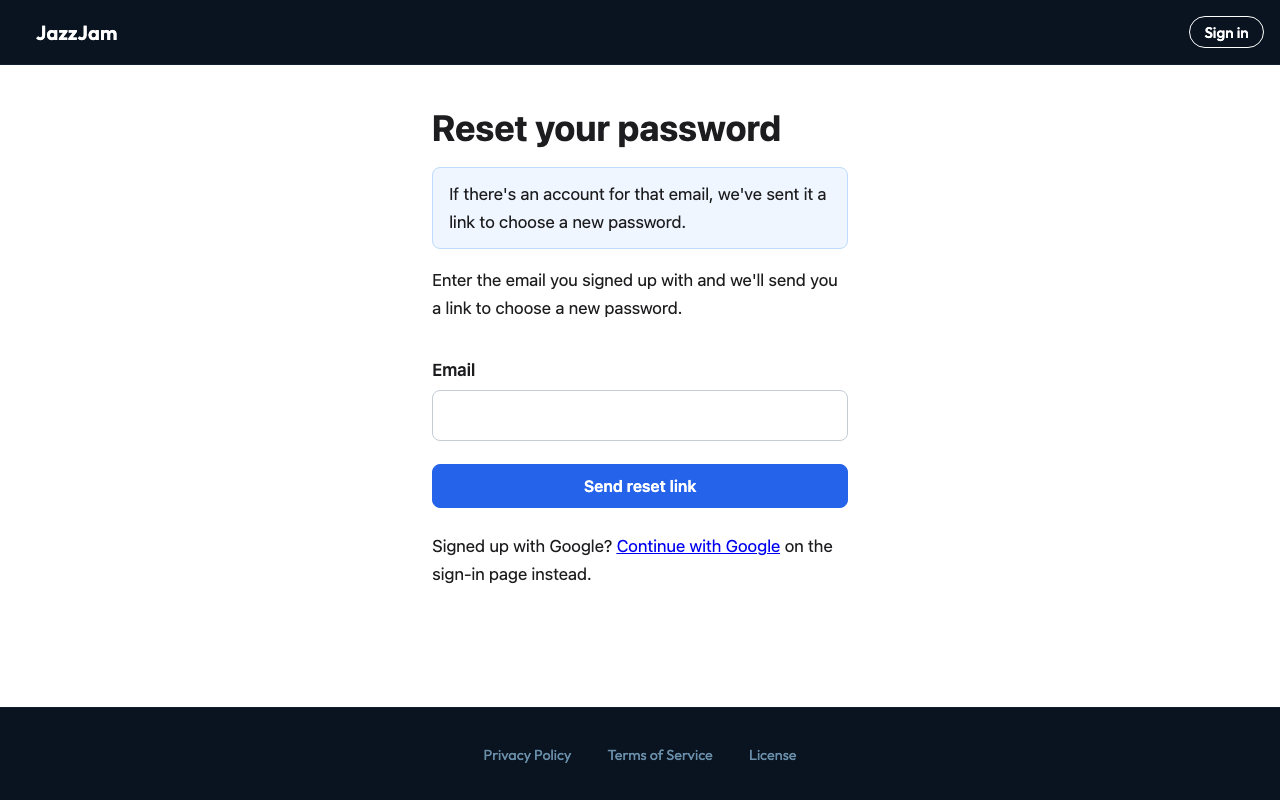 JazzJam
Sign in
Reset your password
If there's an account for that email, we've sent it a
link to choose a new password.
Enter the email you signed up with and we'll send you
a link to choose a new password.
Email
Send reset link
Signed up with Google? Continue with Google on the
sign-in page instead.
Privacy Policy
Terms of Service
License